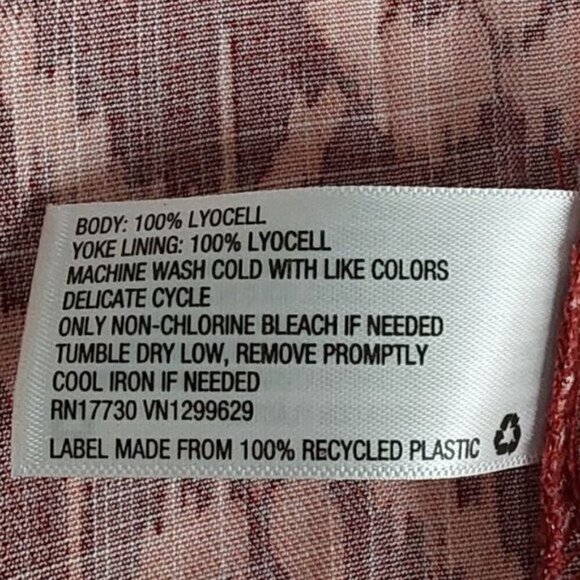 BODY: 100% LYOCELL
YOKE LINING: 100% LYOCELL
MACHINE WASH COLD WITH LIKE COLORS
DELICATE CYCLE
ONLY NON-CHLORINE BLEACH IF NEEDED
TUMBLE DRY LOW, REMOVE PROMPTLY
COOL IRON IF NEEDED
RN17730 VN1299629
LABEL MADE FROM 100% RECYCLED PLASTIC